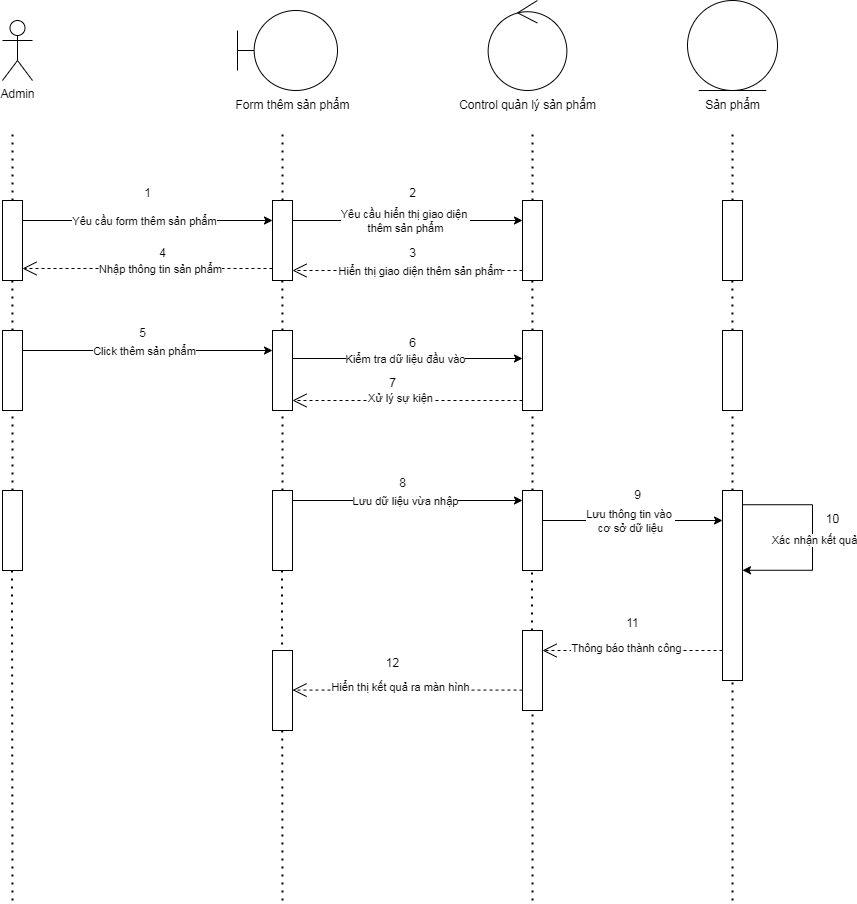 Admin
Form thêm sản phẩm
Control quản lý sản phẩm
Sản phẩm
1
Yêu cầu form thêm sản phẩm
2
Yêu cầu hiển thị giao diện
thêm sản phẩm
4
Nhập thông tin sản phẩm
3
Hiển thị giao diện thêm sản phẩm
5
Click thêm sản phẩm
6
Kiểm tra dữ liệu đầu vào
7
Xử lý sự kiện
8
Lưu dữ liệu vừa nhập
9
Lưu thông tin vào
cơ sở dữ liệu
10
Xác nhận kết quả
11
Thông báo thành công
12
Hiển thị kết quả ra màn hình